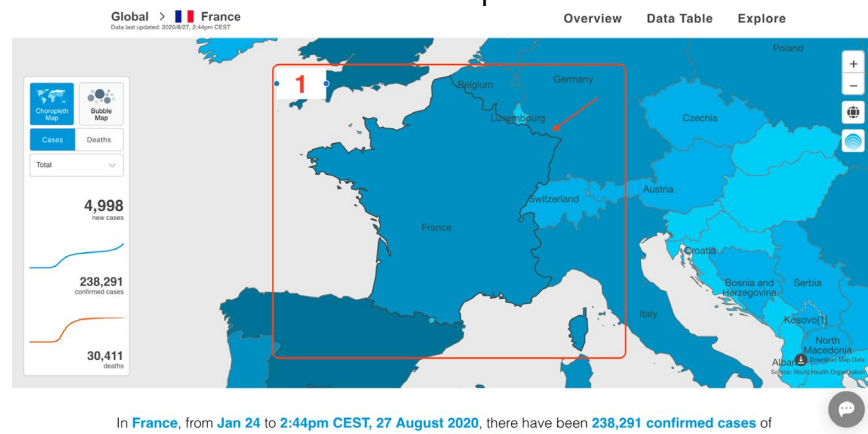 Global > France
Data last updated: 2020/8/27, 2:44pm CEST
Overview Data Table Explore
Poland
1
Belgium
Germany
Choropleth Map
Bubble Map
Luxembourg
Czechia
Cases Deaths
Total
Austria
Switzerland
4,998
new cases
France
Croatia
238,291
confirmed cases
Bosnia and Herzegovina
Serbia
Italy
Kosovo[1]
North Macedonia
30,411
deaths
Download Map Data
Source: World Health Organization
In France, from Jan 24 to 2:44pm CEST, 27 August 2020, there have been 238,291 confirmed cases of